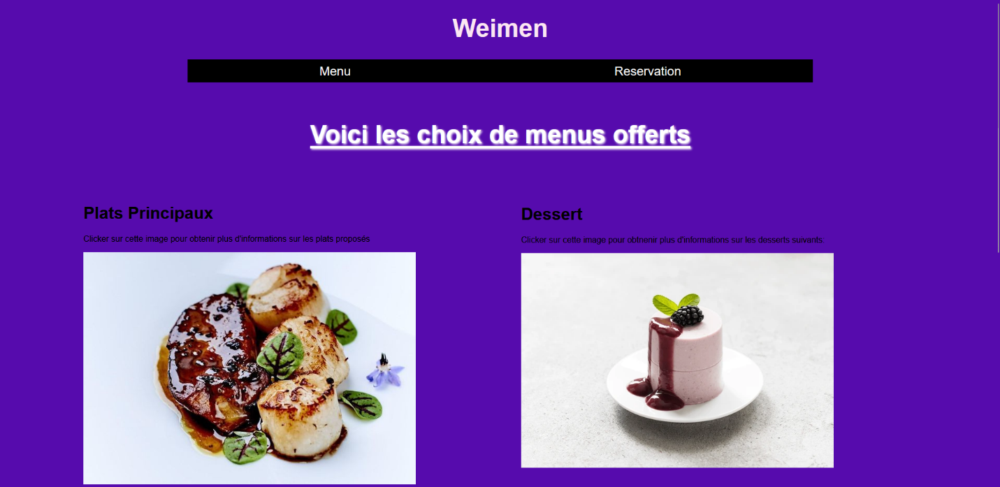 Weimen
Menu
Reservation
Voici les choix de menus offerts
Plats Principaux
Clicker sur cette image pour obtenir plus d'informations sur les plats proposés
Dessert
Clicker sur cette image pour obtnenir plus d'informations sur les desserts suivants: